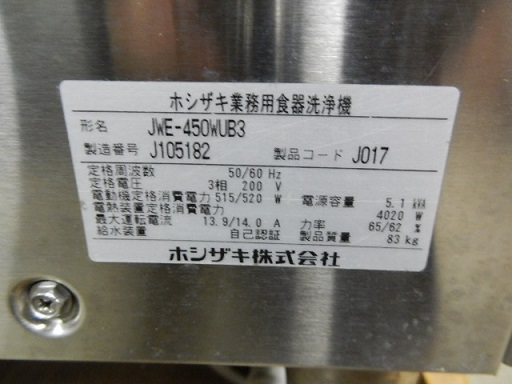 ホシザキ業務用食器洗浄機
形名 JWE-450WUB3
製造番号 J105182 製品コード J017
定格周波数 50/60 Hz
定格電圧 3相 200 V
電動機定格消費電力 515/520 W 電源容量 5.1 kVA
電熱装置定格消費電力 4020 W
最大運転電流 13.9/14.0 A 力率 65/62 %
給水装置 自己認証 製品質量 83 kg
ホシザキ株式会社